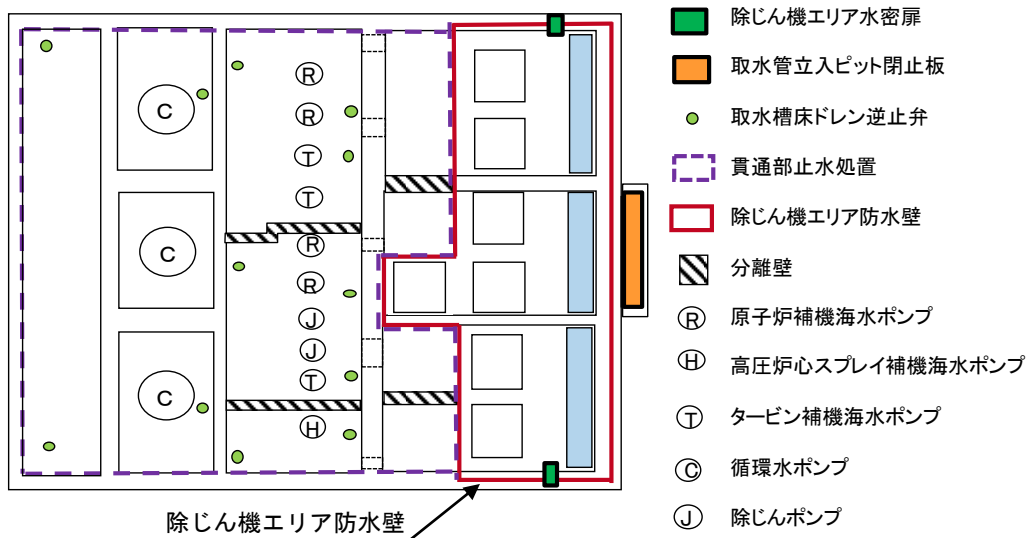 C
C
C
R
R
T
T
R
R
J
J
T
H
除じん機エリア防水壁
除じん機エリア水密扉
取水管立入ピット閉止板
取水槽床ドレン逆止弁
貫通部止水処置
除じん機エリア防水壁
分離壁
R 原子炉補機海水ポンプ
H 高圧炉心スプレイ補機海水ポンプ
T タービン補機海水ポンプ
C 循環水ポンプ
J 除じんポンプ